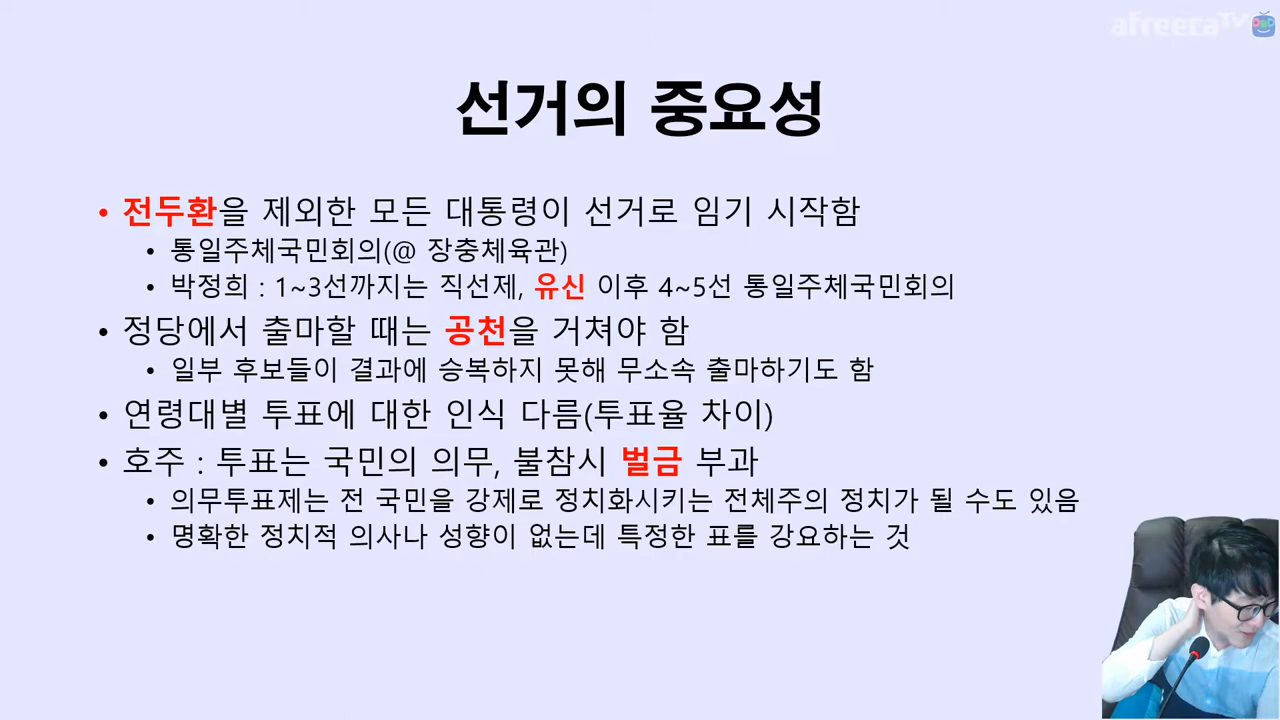 afreecaTV
선거의 중요성
• 전두환을 제외한 모든 대통령이 선거로 임기 시작함
• 통일주체국민회의(@ 장충체육관)
• 박정희 : 1~3선까지는 직선제, 유신 이후 4~5선 통일주체국민회의
• 정당에서 출마할 때는 공천을 거쳐야 함
• 일부 후보들이 결과에 승복하지 못해 무소속 출마하기도 함
• 연령대별 투표에 대한 인식 다름(투표율 차이)
• 호주 : 투표는 국민의 의무, 불참시 벌금 부과
• 의무투표제는 전 국민을 강제로 정치화시키는 전체주의 정치가 될 수도 있음
• 명확한 정치적 의사나 성향이 없는데 특정한 표를 강요하는 것